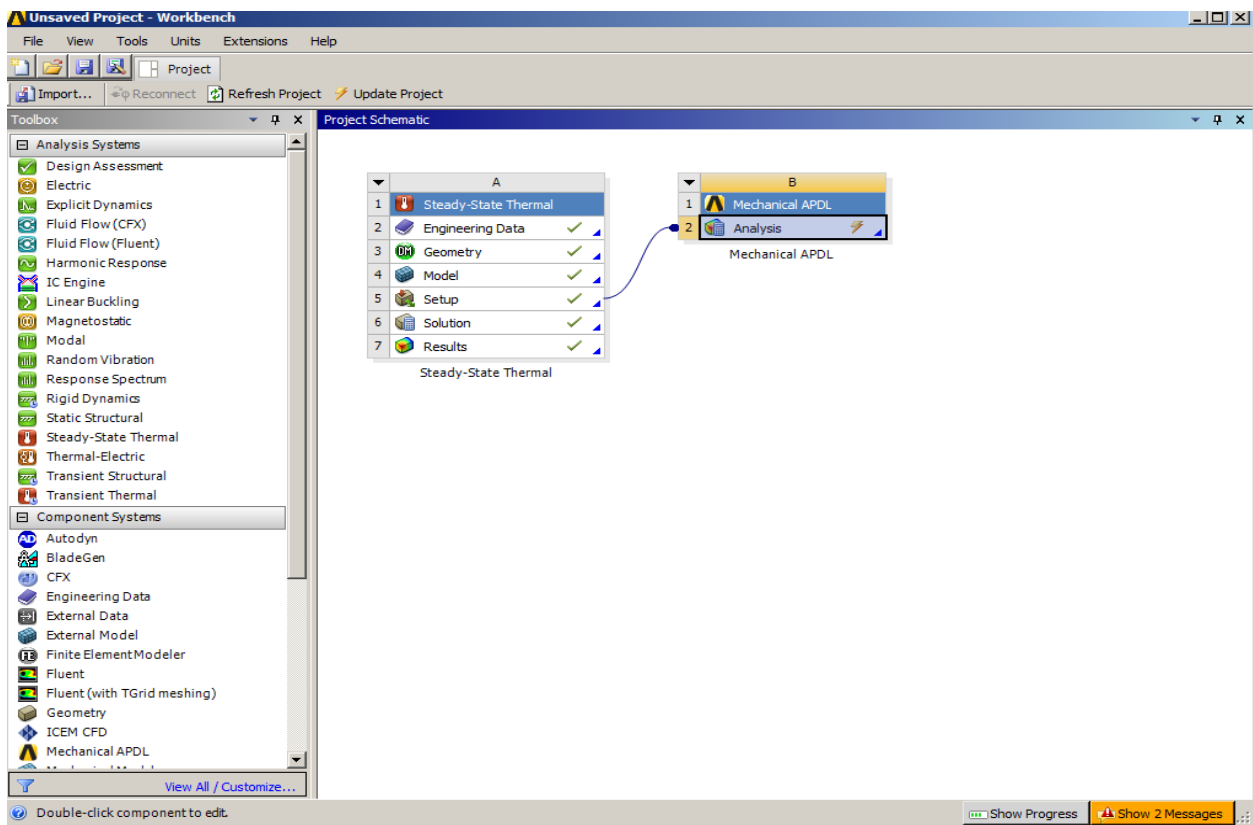 Unsaved Project - Workbench
File View Tools Units Extensions Help
Project
Import... Reconnect Refresh Project Update Project
Toolbox
Project Schematic
Analysis Systems
Design Assessment
Electric
Explicit Dynamics
Fluid Flow (CFX)
Fluid Flow (Fluent)
Harmonic Response
IC Engine
Linear Buckling
Magnetostatic
Modal
Random Vibration
Response Spectrum
Rigid Dynamics
Static Structural
Steady-State Thermal
Thermal-Electric
Transient Structural
Transient Thermal
Component Systems
Autodyn
BladeGen
CFX
Engineering Data
External Data
External Model
Finite Element Modeler
Fluent
Fluent (with TGrid meshing)
Geometry
ICEM CFD
Mechanical APDL
View All / Customize...
A
1 Steady-State Thermal
2 Engineering Data
3 DM Geometry
4 Model
5 Setup
6 Solution
7 Results
Steady-State Thermal
B
1 Mechanical APDL
2 Analysis
Mechanical APDL
Double-click component to edit.
Show Progress Show 2 Messages